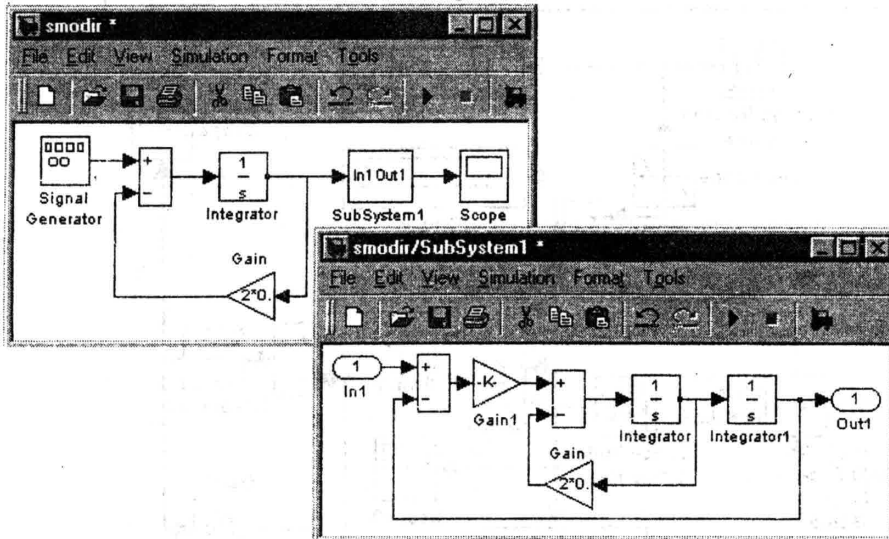 smodir *
File Edit View Simulation Format Tools
+
−
1
s
In1 Out1
Signal
Generator
Integrator
SubSystem1
Scope
Gain
2*0.
smodir/SubSystem1 *
File Edit View Simulation Format Tools
1
In1
+
−
-K-
Gain1
+
−
1
s
Integrator
1
s
Integrator1
1
Out1
Gain
2*0.